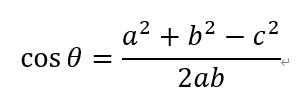 cos θ = (a² + b² − c²) / 2ab